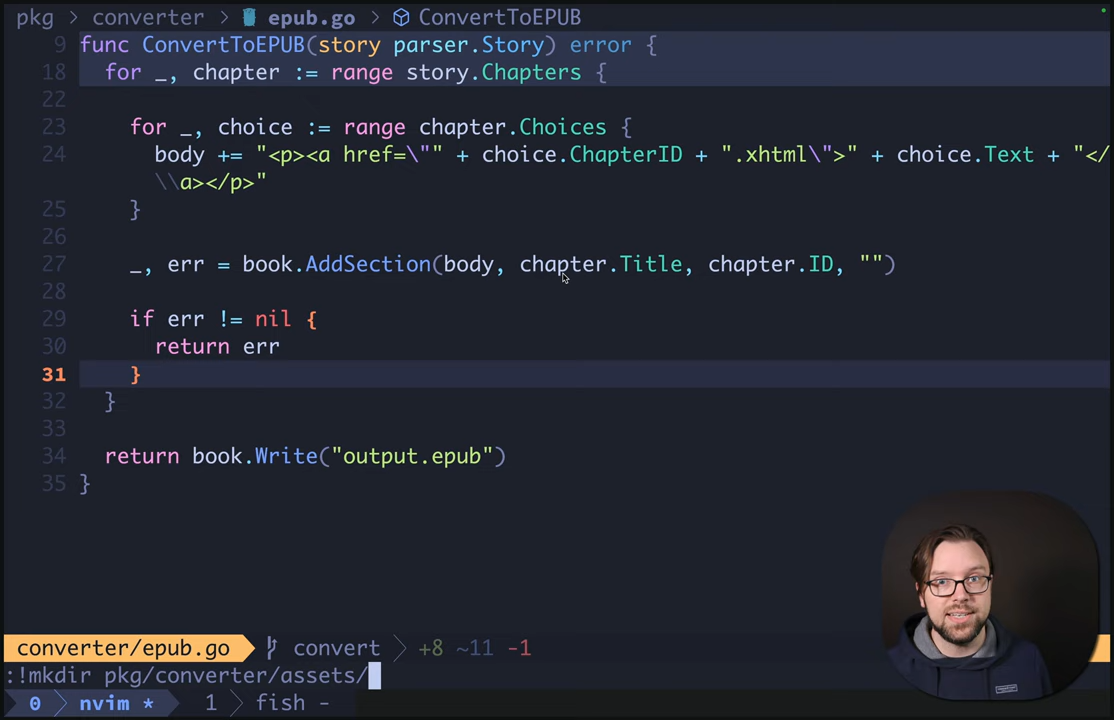 pkg > converter > epub.go > ConvertToEPUB
9 func ConvertToEPUB(story parser.Story) error {
18 for _, chapter := range story.Chapters {
22
23 for _, choice := range chapter.Choices {
24 body += "<p><a href=\"" + choice.ChapterID + ".xhtml\">" + choice.Text + "</
\\a></p>"
25 }
26
27 _, err = book.AddSection(body, chapter.Title, chapter.ID, "")
28
29 if err != nil {
30 return err
31 }
32 }
33
34 return book.Write("output.epub")
35 }
converter/epub.go convert > +8 ~11 -1
:!mkdir pkg/converter/assets/
0 > nvim * 1 > fish -